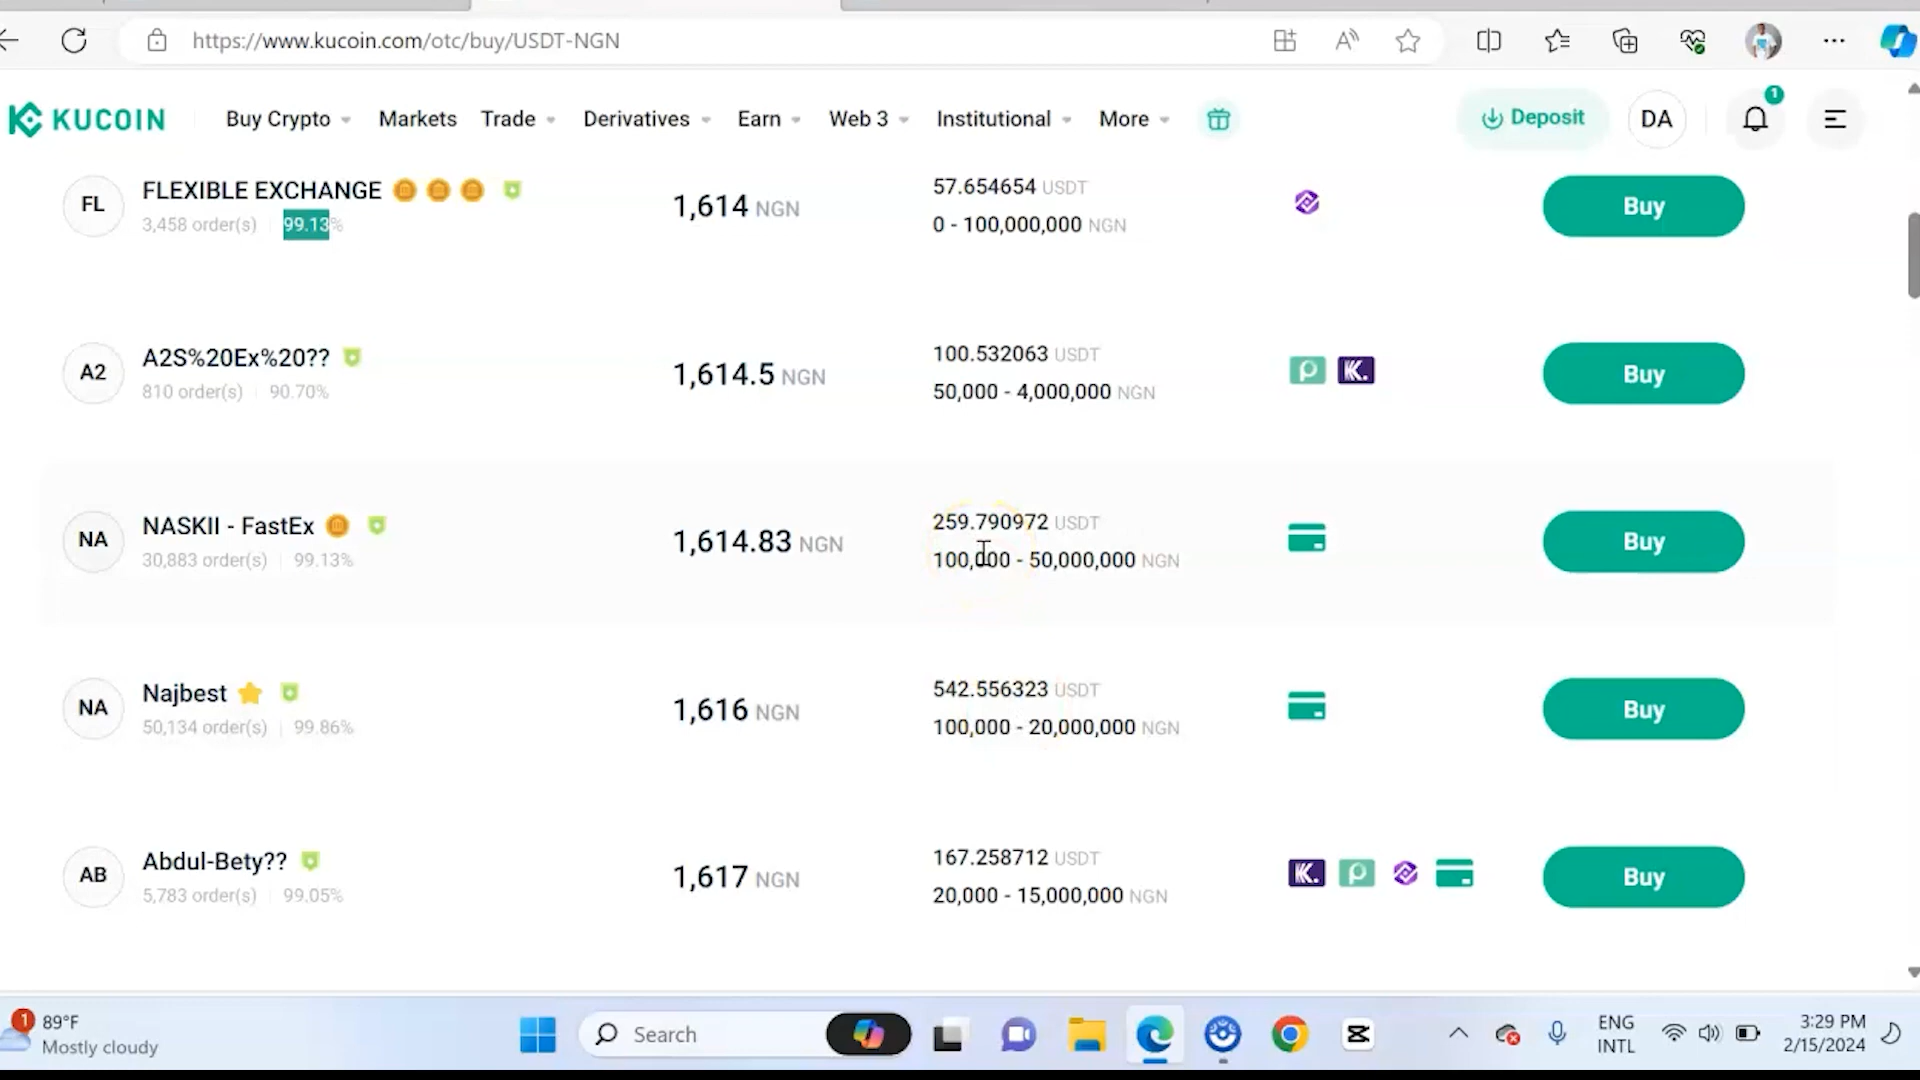 https://www.kucoin.com/otc/buy/USDT-NGN
KUCOIN Buy Crypto Markets Trade Derivatives Earn Web 3 Institutional More Deposit DA 1
FL FLEXIBLE EXCHANGE 1,614 NGN 57.654654 USDT Buy
3,458 order(s) 99.13% 0 - 100,000,000 NGN
A2 A2S%20Ex%20?? 1,614.5 NGN 100.532063 USDT P K. Buy
810 order(s) 90.70% 50,000 - 4,000,000 NGN
NA NASKII - FastEx 1,614.83 NGN 259.790972 USDT Buy
30,883 order(s) 99.13% 100,000 - 50,000,000 NGN
NA Najbest 1,616 NGN 542.556323 USDT Buy
50,134 order(s) 99.86% 100,000 - 20,000,000 NGN
AB Abdul-Bety?? 1,617 NGN 167.258712 USDT K. P Buy
5,783 order(s) 99.05% 20,000 - 15,000,000 NGN
1 89°F Search ENG 3:29 PM
Mostly cloudy INTL 2/15/2024